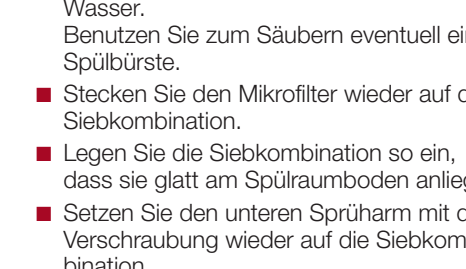 Wasser.
Benutzen Sie zum Säubern eventuell
Spülbürste.
■ Stecken Sie den Mikrofilter wieder auf
Siebkombination.
■ Legen Sie die Siebkombination so ein,
dass sie glatt am Spülraumboden
■ Setzen Sie den unteren Sprüharm mit
Verschraubung wieder auf die Siebkom
bination.